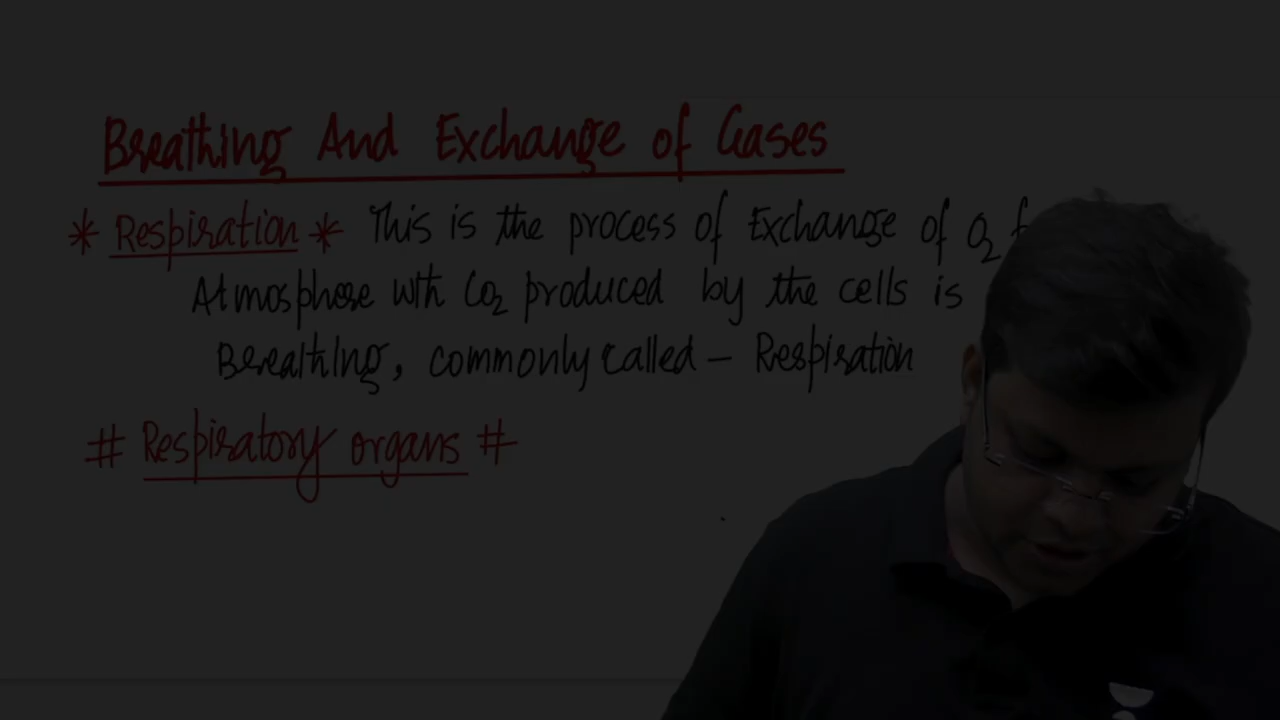 Breathing And Exchange of Gases
* Respiration * This is the process of Exchange of O2 f
Atmosphere with CO2 produced by the cells is
Breathing, commonly called – Respiration
# Respiratory organs #